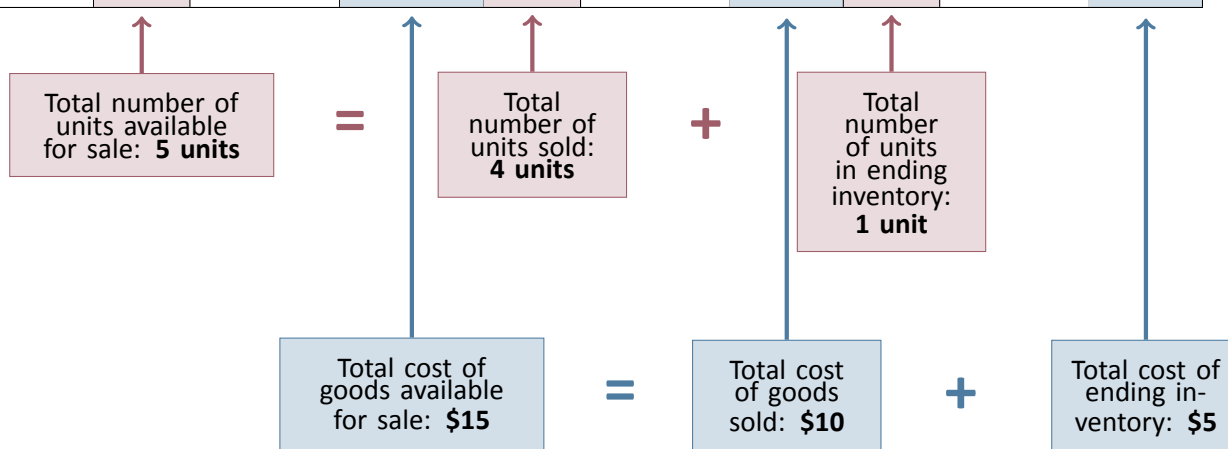 Total number of
units available
for sale: 5 units
=
Total
number of
units sold:
4 units
+
Total
number
of units
in ending
inventory:
1 unit
Total cost of
goods available
for sale: $15
=
Total cost
of goods
sold: $10
+
Total cost of
ending in-
ventory: $5